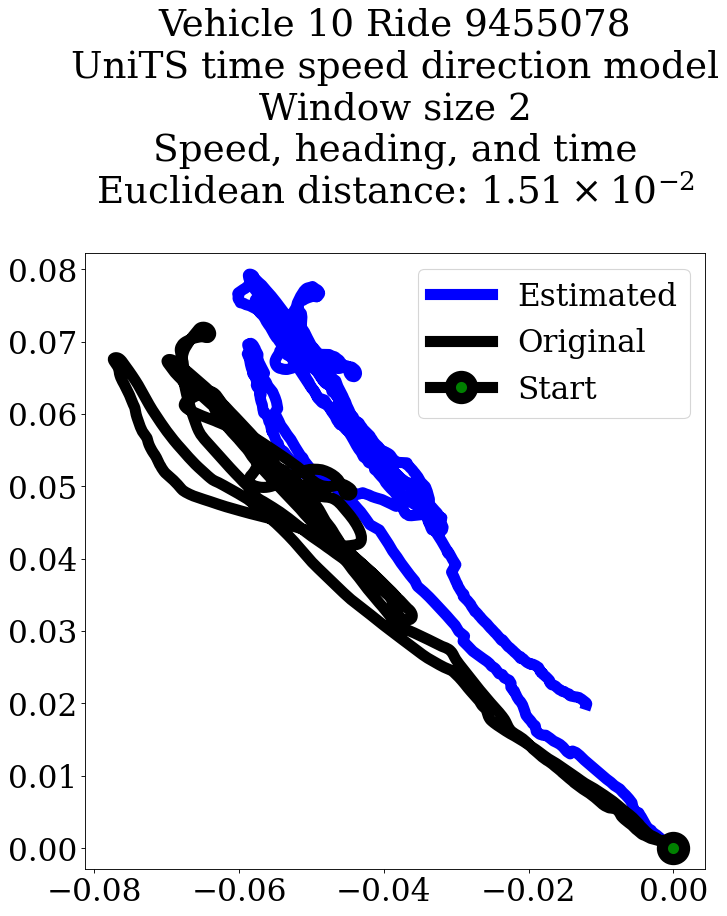 Vehicle 10 Ride 9455078
UniTS time speed direction model
Window size 2
Speed, heading, and time
Euclidean distance: 1.51 × 10⁻²
Estimated
Original
Start
0.08
0.07
0.06
0.05
0.04
0.03
0.02
0.01
0.00
−0.08 −0.06 −0.04 −0.02 0.00